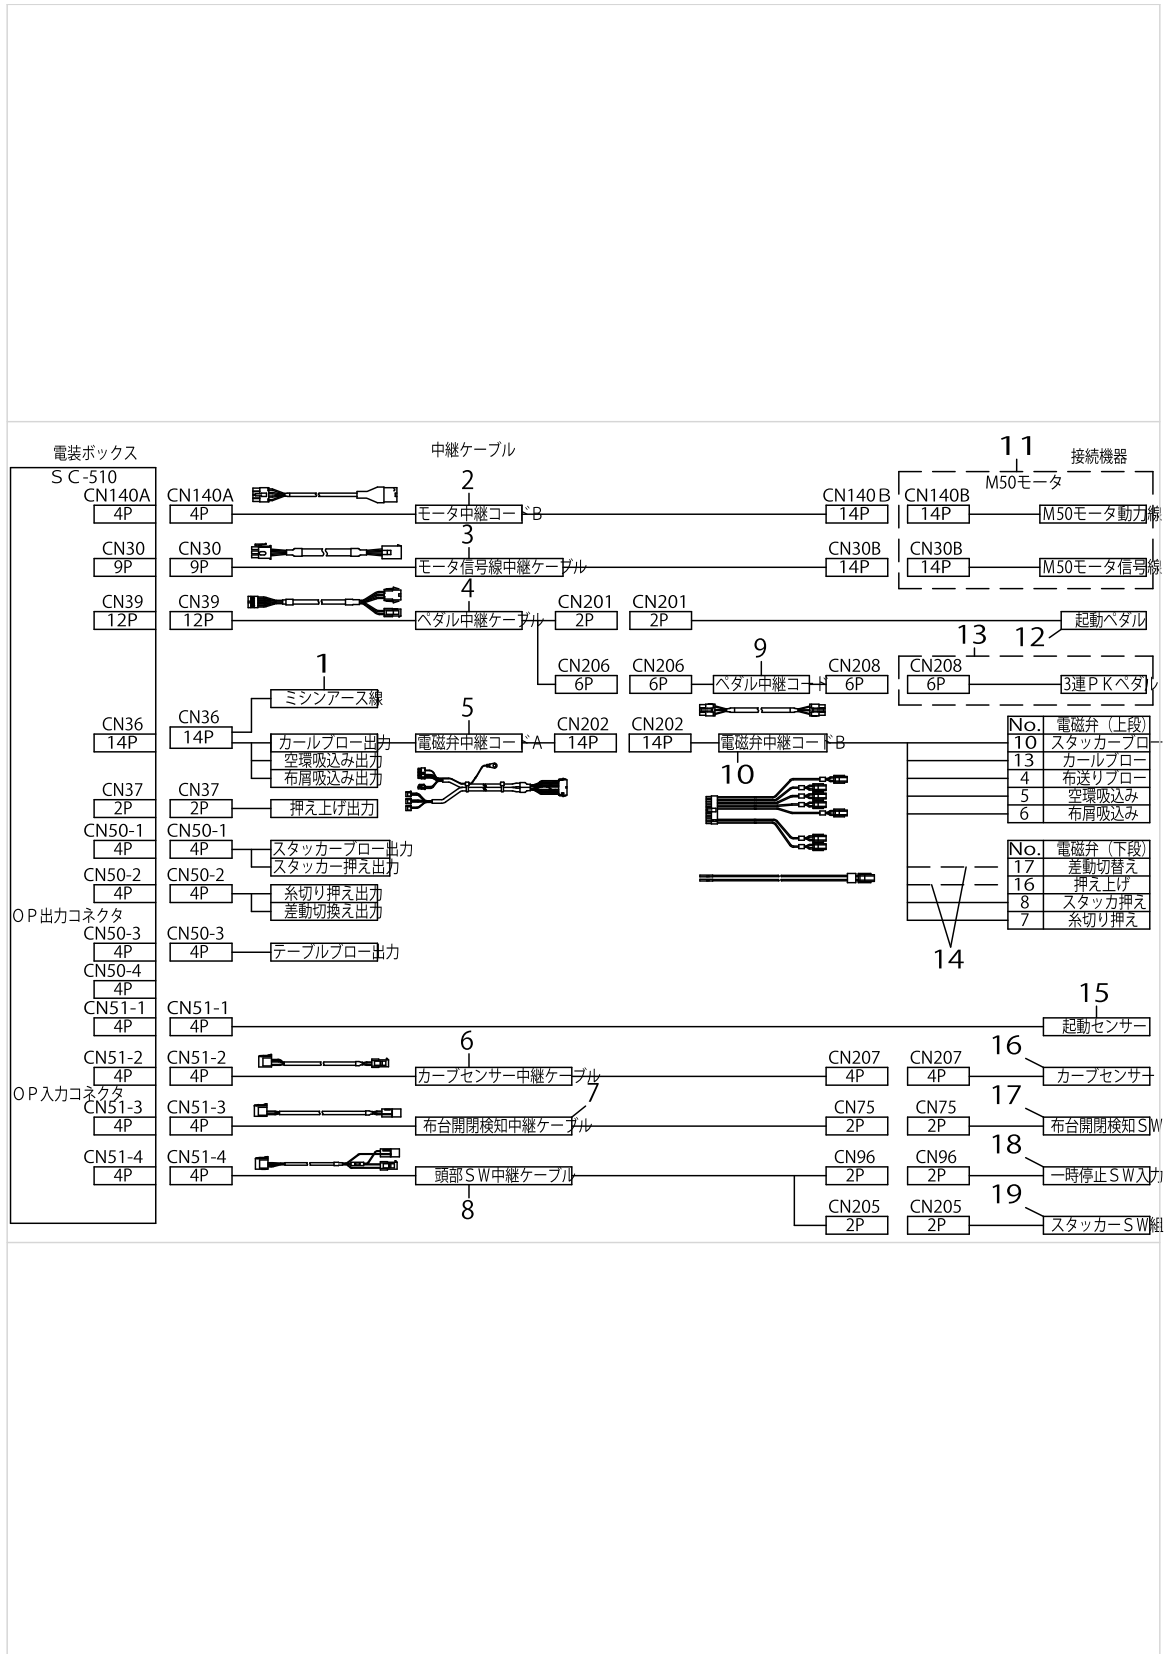 電装ボックス
中継ケーブル
接続機器
11
ＳＣ-510
M50モータ
CN140A CN140A 2 CN140Ｂ CN140B
4P 4P モータ中継コードB 14P 14P M50モータ動力線
CN30 CN30 3 CN30B CN30B
9P 9P モータ信号線中継ケーブル 14P 14P M50モータ信号線
CN39 CN39 4 CN201 CN201
12P 12P ペダル中継ケーブル 2P 2P 起動ペダル
12
13
CN206 CN206 9 CN208 CN208
6P 6P ペダル中継コード 6P 6P 3連ＰＫペダル
1
ミシンアース線
CN36 CN36 5 CN202 CN202
14P 14P カールブロー出力 電磁弁中継コードA 14P 14P 電磁弁中継コードB
空環吸込み出力
布屑吸込み出力
10
No. 電磁弁（上段）
10 スタッカーブロー
13 カールブロー
4 布送りブロー
5 空環吸込み
6 布屑吸込み
CN37 CN37
2P 2P 押え上げ出力
CN50-1 CN50-1
4P 4P スタッカーブロー出力
スタッカー押え出力
No. 電磁弁（下段）
17 差動切替え
16 押え上げ
8 スタッカ押え
7 糸切り押え
14
CN50-2 CN50-2
4P 4P 糸切り押え出力
差動切換え出力
ＯＰ出力コネクタ
CN50-3 CN50-3
4P 4P テーブルブロー出力
CN50-4
4P
CN51-1 CN51-1 15
4P 4P 起動センサー
CN51-2 CN51-2 6 CN207 CN207 16
4P 4P カーブセンサー中継ケーブル 4P 4P カーブセンサ
ＯＰ入力コネクタ
CN51-3 CN51-3 7 CN75 CN75 17
4P 4P 布台開閉検知中継ケーブル 2P 2P 布台開閉検知ＳW
CN51-4 CN51-4 CN96 CN96 18
4P 4P 頭部ＳW中継ケーブル 2P 2P 一時停止ＳW入力
8
CN205 CN205 19
2P 2P スタッカーＳW組